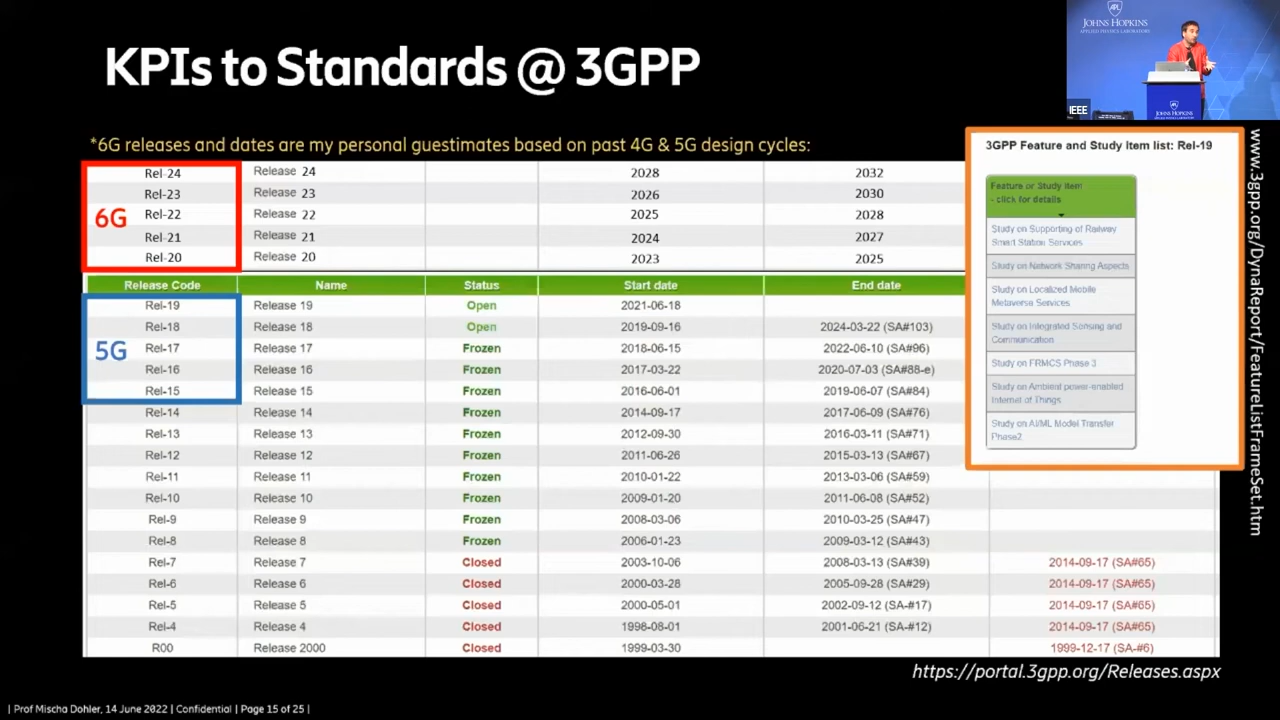 KPIs to Standards @ 3GPP
APL
JOHNS HOPKINS
APPLIED PHYSICS LABORATORY
IEEE
APL
JOHNS HOPKINS
*6G releases and dates are my personal guestimates based on past 4G & 5G design cycles:
6G
Rel-24 Release 24 2028 2032
Rel-23 Release 23 2026 2030
Rel-22 Release 22 2025 2028
Rel-21 Release 21 2024 2027
Rel-20 Release 20 2023 2025
Release Code Name Status Start date End date
5G
Rel-19 Release 19 Open 2021-06-18
Rel-18 Release 18 Open 2019-09-16 2024-03-22 (SA#103)
Rel-17 Release 17 Frozen 2018-06-15 2022-06-10 (SA#96)
Rel-16 Release 16 Frozen 2017-03-22 2020-07-03 (SA#88-e)
Rel-15 Release 15 Frozen 2016-06-01 2019-06-07 (SA#84)
Rel-14 Release 14 Frozen 2014-09-17 2017-06-09 (SA#76)
Rel-13 Release 13 Frozen 2012-09-30 2016-03-11 (SA#71)
Rel-12 Release 12 Frozen 2011-06-26 2015-03-13 (SA#67)
Rel-11 Release 11 Frozen 2010-01-22 2013-03-06 (SA#59)
Rel-10 Release 10 Frozen 2009-01-20 2011-06-08 (SA#52)
Rel-9 Release 9 Frozen 2008-03-06 2010-03-25 (SA#47)
Rel-8 Release 8 Frozen 2006-01-23 2009-03-12 (SA#43)
Rel-7 Release 7 Closed 2003-10-06 2008-03-13 (SA#39) 2014-09-17 (SA#65)
Rel-6 Release 6 Closed 2000-03-28 2005-09-28 (SA#29) 2014-09-17 (SA#65)
Rel-5 Release 5 Closed 2000-05-01 2002-09-12 (SA-#17) 2014-09-17 (SA#65)
Rel-4 Release 4 Closed 1998-08-01 2001-06-21 (SA-#12) 2014-09-17 (SA#65)
R00 Release 2000 Closed 1999-03-30 1999-12-17 (SA-#6)
3GPP Feature and Study Item list: Rel-19
Feature or Study Item
- click for details
Study on Supporting of Railway
Smart Station Services
Study on Network Sharing Aspects
Study on Localized Mobile
Metaverse Services
Study on Integrated Sensing and
Communication
Study on FRMCS Phase 3
Study on Ambient power-enabled
Internet of Things
Study on AI/ML Model Transfer
Phase2
www.3gpp.org/DynaReport/FeatureListFrameSet.htm
https://portal.3gpp.org/Releases.aspx
| Prof Mischa Dohler, 14 June 2022 | Confidential | Page 15 of 25 |